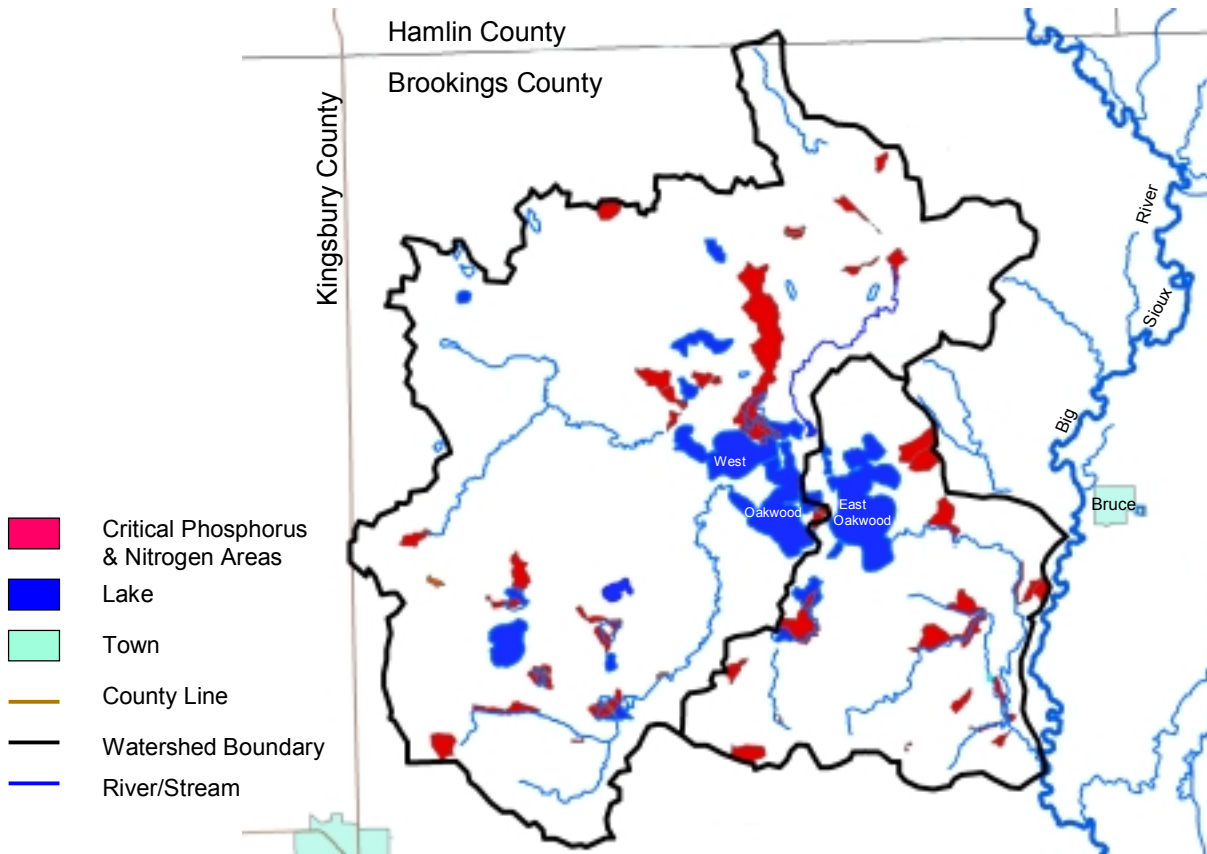 Hamlin County
Brookings County
Kingsbury County
River
Sioux
Big
West
Oakwood
East
Oakwood
Bruce
Critical Phosphorus
& Nitrogen Areas
Lake
Town
County Line
Watershed Boundary
River/Stream